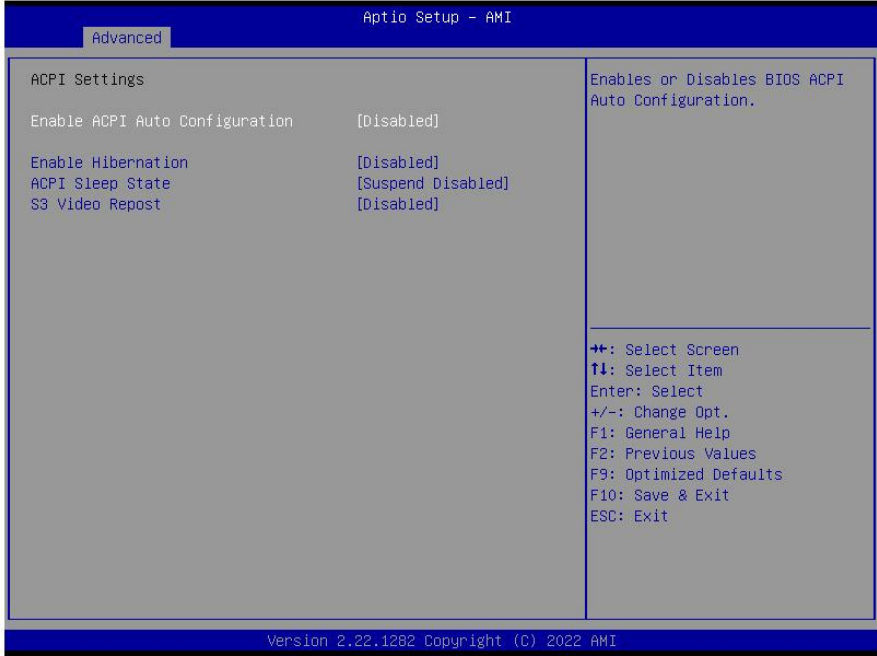 Aptio Setup – AMI
Advanced
ACPI Settings
Enable ACPI Auto Configuration [Disabled]
Enable Hibernation [Disabled]
ACPI Sleep State [Suspend Disabled]
S3 Video Repost [Disabled]
Enables or Disables BIOS ACPI
Auto Configuration.
→←: Select Screen
↑↓: Select Item
Enter: Select
+/-: Change Opt.
F1: General Help
F2: Previous Values
F9: Optimized Defaults
F10: Save & Exit
ESC: Exit
Version 2.22.1282 Copyright (C) 2022 AMI